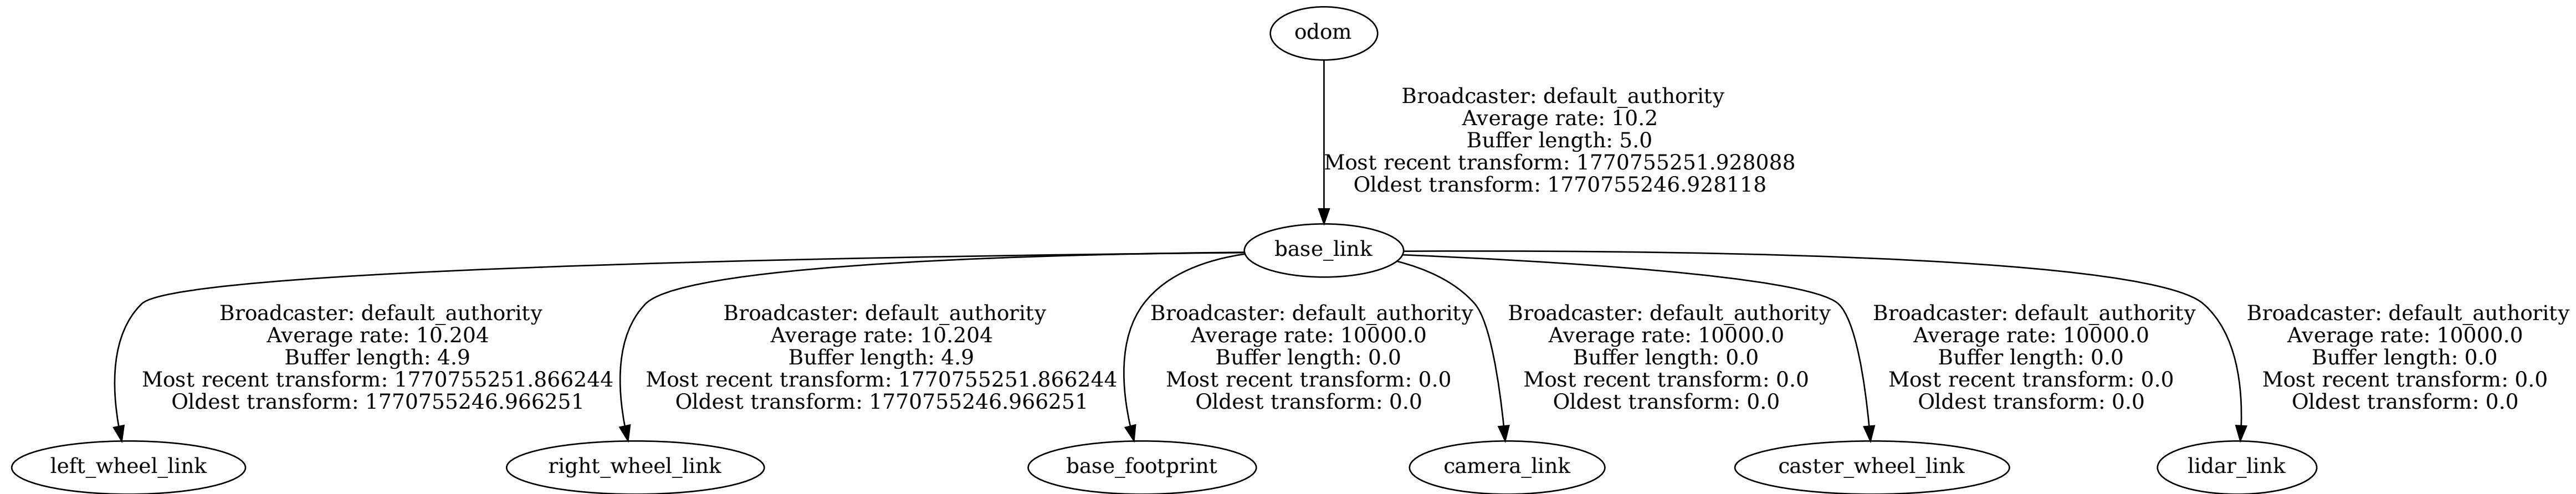 odom
Broadcaster: default_authority
Average rate: 10.2
Buffer length: 5.0
Most recent transform: 1770755251.928088
Oldest transform: 1770755246.928118
base_link
Broadcaster: default_authority
Average rate: 10.204
Buffer length: 4.9
Most recent transform: 1770755251.866244
Oldest transform: 1770755246.966251
Broadcaster: default_authority
Average rate: 10.204
Buffer length: 4.9
Most recent transform: 1770755251.866244
Oldest transform: 1770755246.966251
Broadcaster: default_authority
Average rate: 10000.0
Buffer length: 0.0
Most recent transform: 0.0
Oldest transform: 0.0
Broadcaster: default_authority
Average rate: 10000.0
Buffer length: 0.0
Most recent transform: 0.0
Oldest transform: 0.0
Broadcaster: default_authority
Average rate: 10000.0
Buffer length: 0.0
Most recent transform: 0.0
Oldest transform: 0.0
Broadcaster: default_authority
Average rate: 10000.0
Buffer length: 0.0
Most recent transform: 0.0
Oldest transform: 0.0
left_wheel_link
right_wheel_link
base_footprint
camera_link
caster_wheel_link
lidar_link